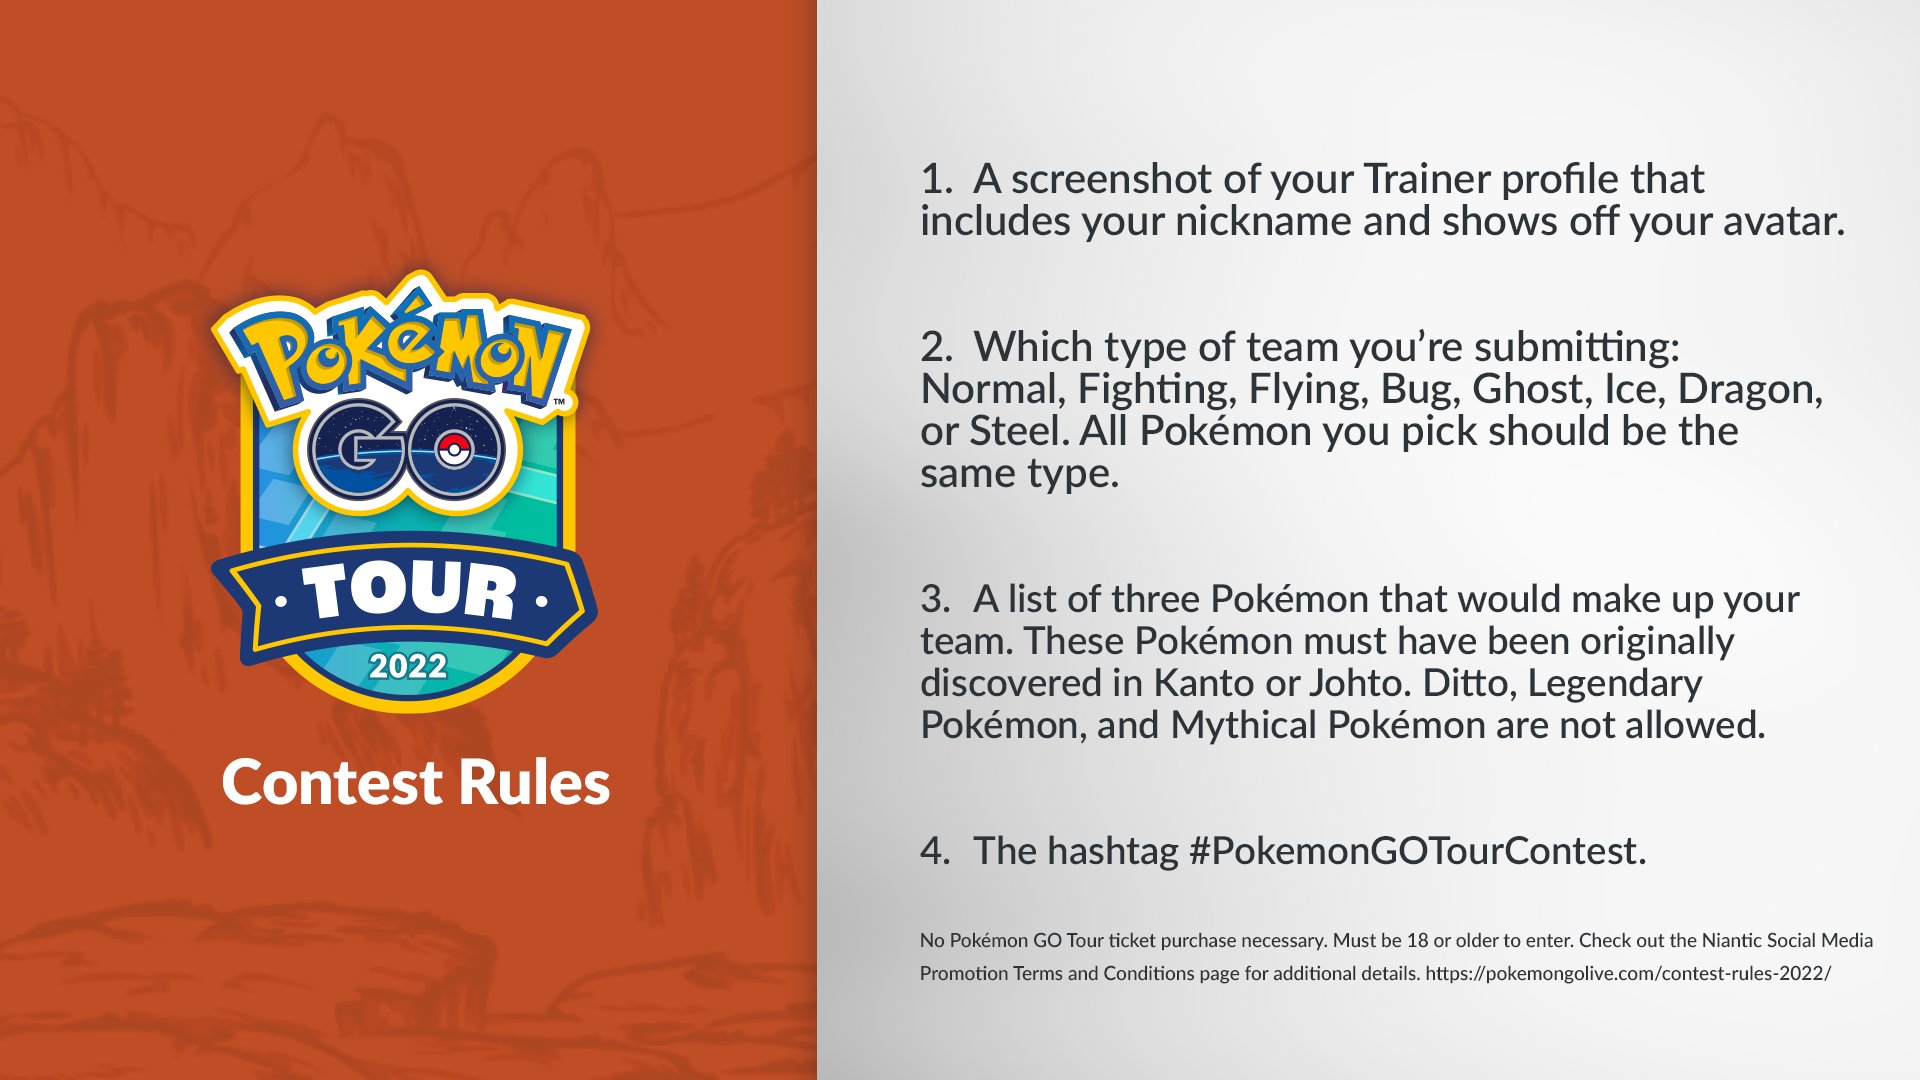 POKéMON
TM
GO
TOUR
2022
Contest Rules
1. A screenshot of your Trainer profile that
includes your nickname and shows off your avatar.
2. Which type of team you’re submitting:
Normal, Fighting, Flying, Bug, Ghost, Ice, Dragon,
or Steel. All Pokémon you pick should be the
same type.
3. A list of three Pokémon that would make up your
team. These Pokémon must have been originally
discovered in Kanto or Johto. Ditto, Legendary
Pokémon, and Mythical Pokémon are not allowed.
4. The hashtag #PokemonGOTourContest.
No Pokémon GO Tour ticket purchase necessary. Must be 18 or older to enter. Check out the Niantic Social Media
Promotion Terms and Conditions page for additional details. https://pokemongolive.com/contest-rules-2022/